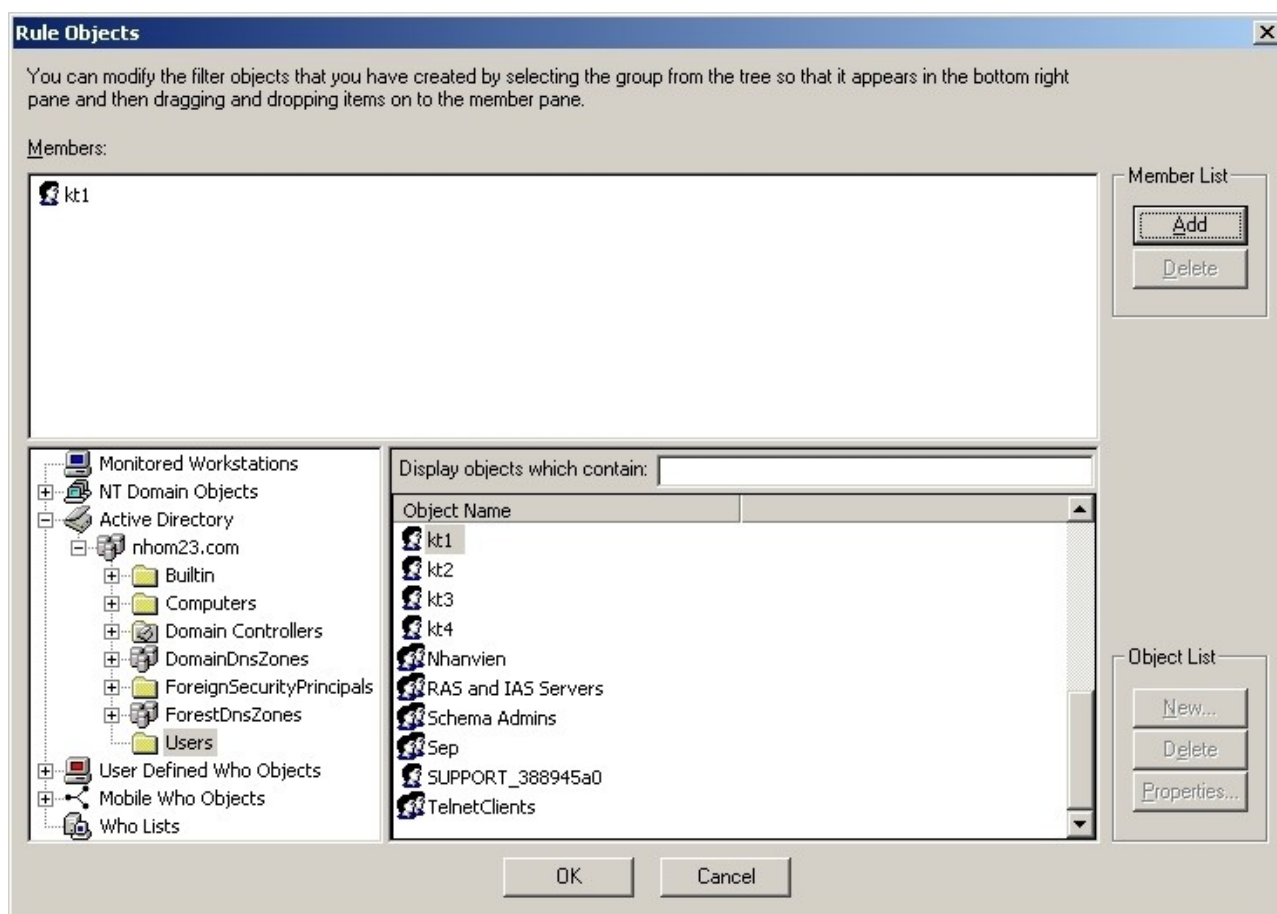 Rule Objects
You can modify the filter objects that you have created by selecting the group from the tree so that it appears in the bottom right
pane and then dragging and dropping items on to the member pane.
Members:
kt1
Member List
Add
Delete
Monitored Workstations
NT Domain Objects
Active Directory
nhom23.com
Builtin
Computers
Domain Controllers
DomainDnsZones
ForeignSecurityPrincipals
ForestDnsZones
Users
User Defined Who Objects
Mobile Who Objects
Who Lists
Display objects which contain:
Object Name
kt1
kt2
kt3
kt4
Nhanvien
RAS and IAS Servers
Schema Admins
Sep
SUPPORT_388945a0
TelnetClients
Object List
New...
Delete
Properties...
OK
Cancel